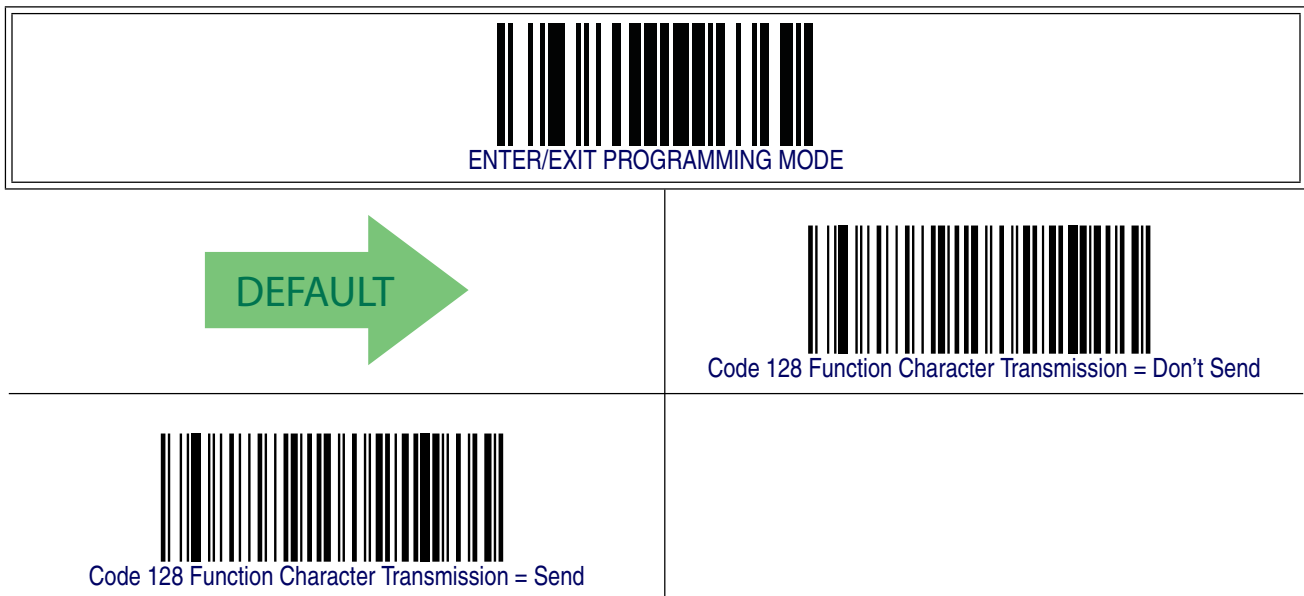 ENTER/EXIT PROGRAMMING MODE
DEFAULT
Code 128 Function Character Transmission = Don’t Send
Code 128 Function Character Transmission = Send